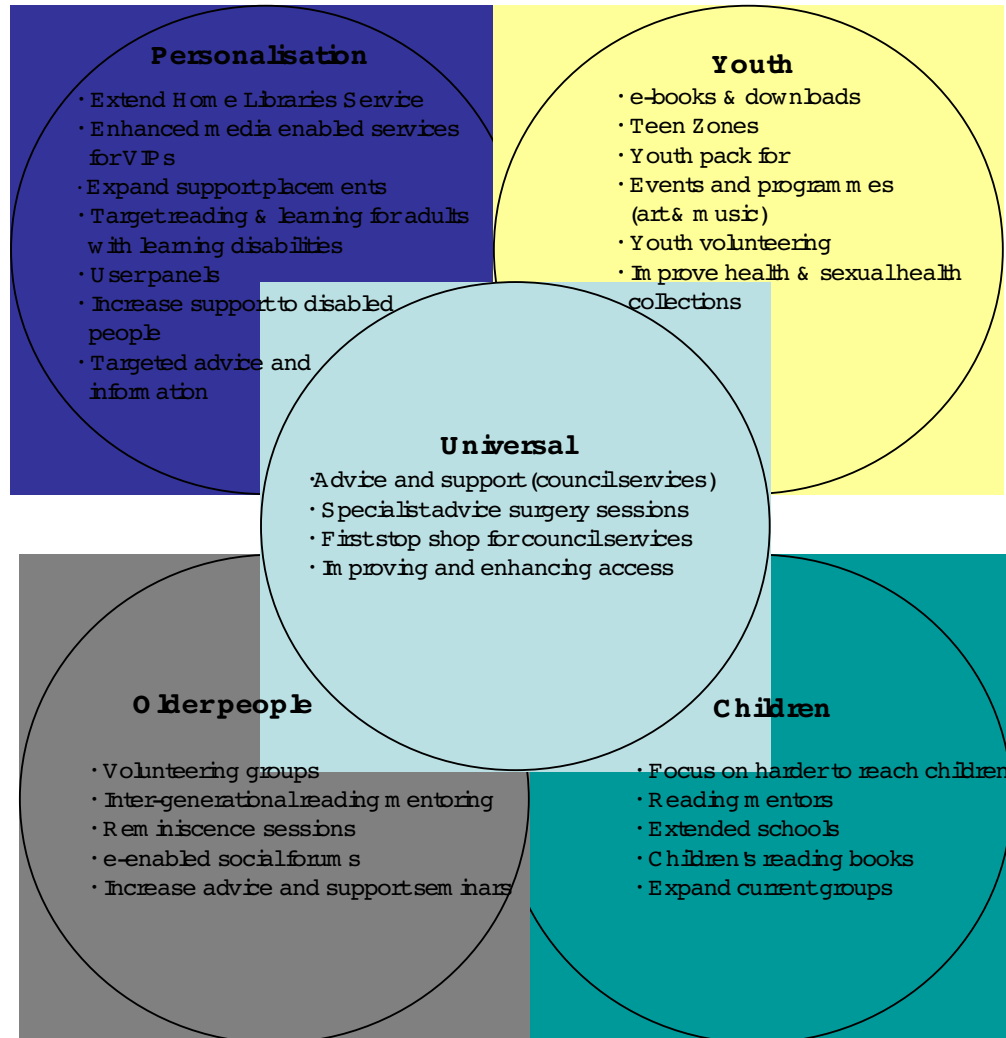 Personalisation
· Extend Home Libraries Service
· Enhanced media enabled services
for VIPs
· Expand support placements
· Target reading & learning for adults
with learning disabilities
· User panels
· Increase support to disabled
people
· Targeted advice and
information
Youth
· e-books & downloads
· Teen Zones
· Youth pack for
· Events and programmes
(art & music)
· Youth volunteering
· Improve health & sexual health
collections
Universal
·Advice and support (council services)
· Specialist advice surgery sessions
· First stop shop for council services
· Improving and enhancing access
Older people
· Volunteering groups
· Inter-generational reading mentoring
· Reminiscence sessions
· e-enabled social forums
· Increase advice and support seminars
Children
· Focus on harder to reach children
· Reading mentors
· Extended schools
· Children's reading books
· Expand current groups